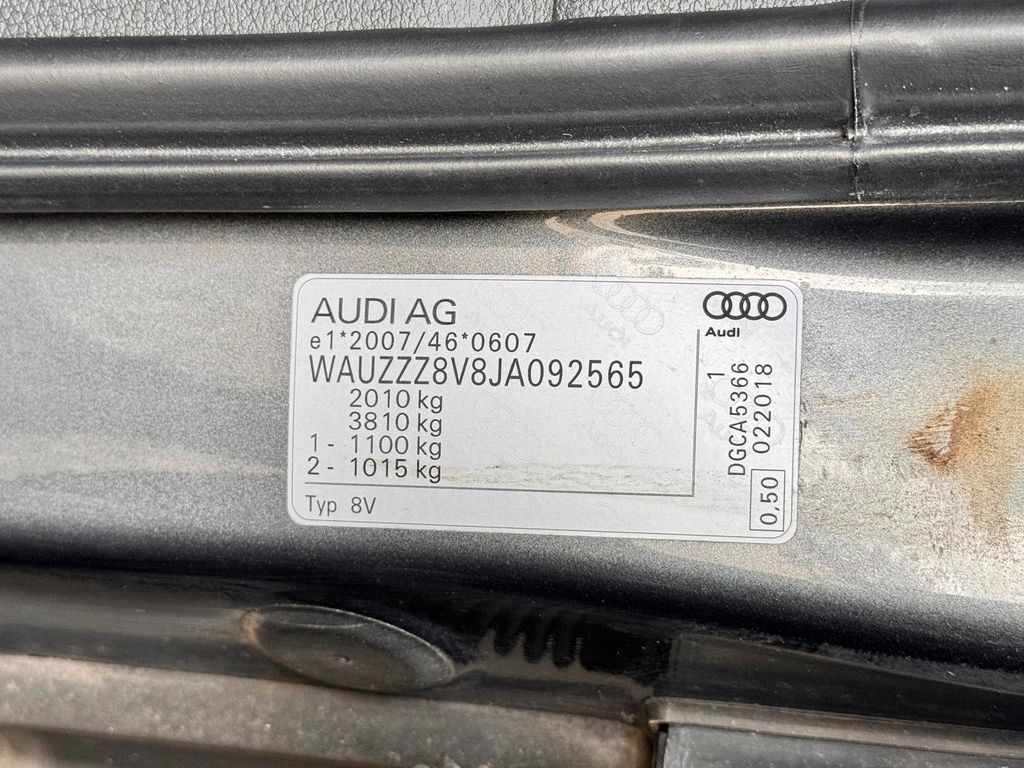 AUDI AG
e1*2007/46*0607
WAUZZZ8V8JA092565
2010 kg
3810 kg
1 - 1100 kg
2 - 1015 kg
Typ 8V
Audi
1
DGCA5366
022018
0,50